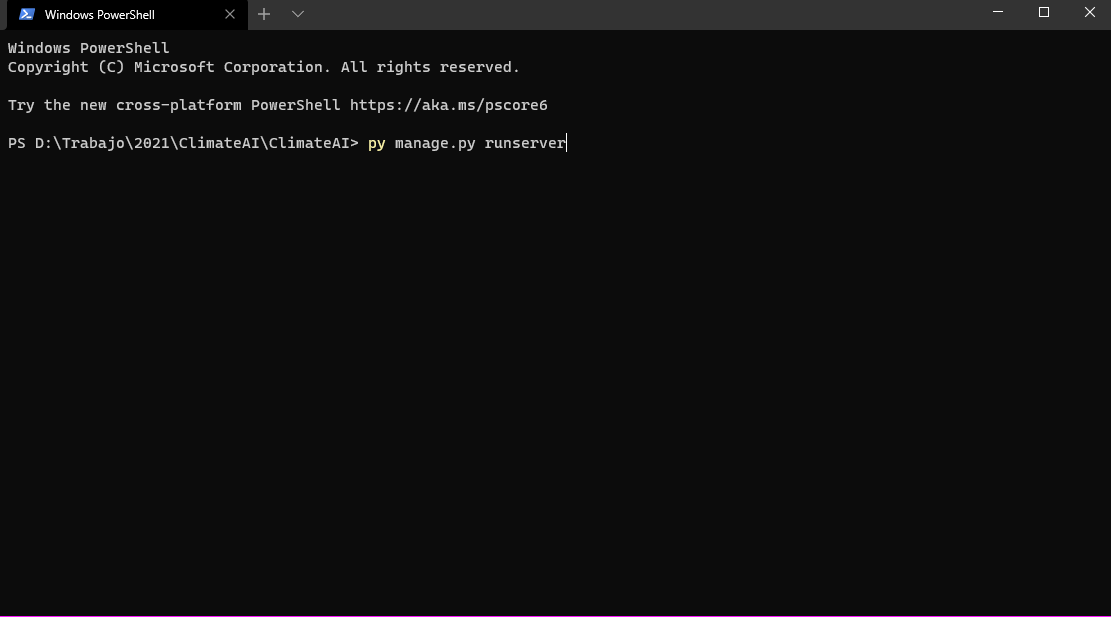 Windows PowerShell
Windows PowerShell
Copyright (C) Microsoft Corporation. All rights reserved.
Try the new cross-platform PowerShell https://aka.ms/pscore6
PS D:\Trabajo\2021\ClimateAI\ClimateAI> py manage.py runserver